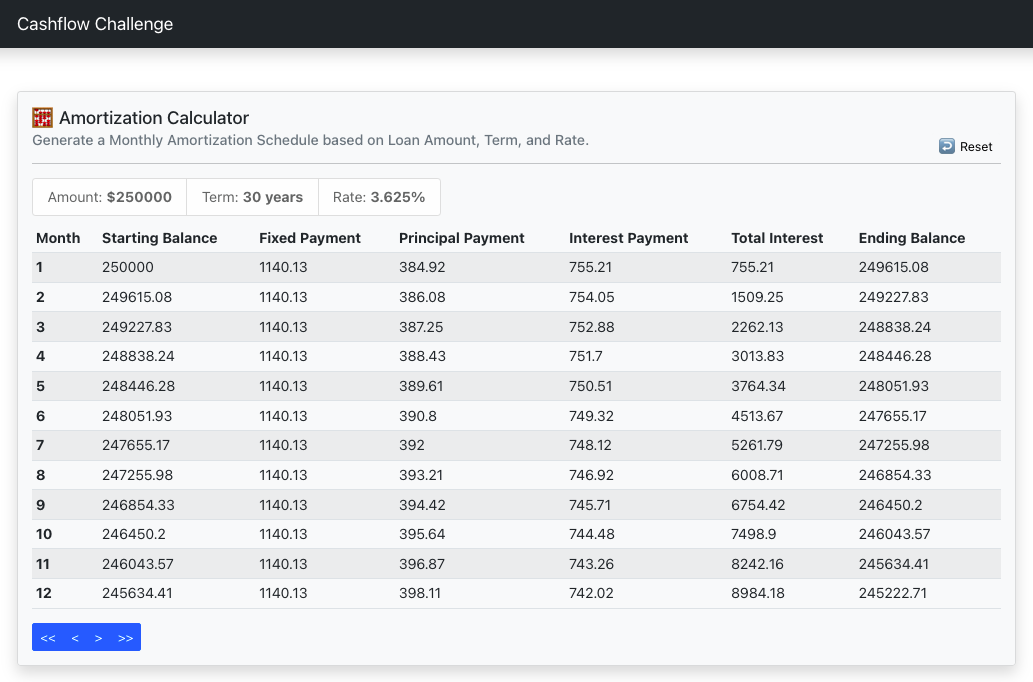 Cashflow Challenge
Amortization Calculator
Generate a Monthly Amortization Schedule based on Loan Amount, Term, and Rate.
Reset
Amount: $250000 Term: 30 years Rate: 3.625%
Month Starting Balance Fixed Payment Principal Payment Interest Payment Total Interest Ending Balance
1 250000 1140.13 384.92 755.21 755.21 249615.08
2 249615.08 1140.13 386.08 754.05 1509.25 249227.83
3 249227.83 1140.13 387.25 752.88 2262.13 248838.24
4 248838.24 1140.13 388.43 751.7 3013.83 248446.28
5 248446.28 1140.13 389.61 750.51 3764.34 248051.93
6 248051.93 1140.13 390.8 749.32 4513.67 247655.17
7 247655.17 1140.13 392 748.12 5261.79 247255.98
8 247255.98 1140.13 393.21 746.92 6008.71 246854.33
9 246854.33 1140.13 394.42 745.71 6754.42 246450.2
10 246450.2 1140.13 395.64 744.48 7498.9 246043.57
11 246043.57 1140.13 396.87 743.26 8242.16 245634.41
12 245634.41 1140.13 398.11 742.02 8984.18 245222.71
<< < > >>